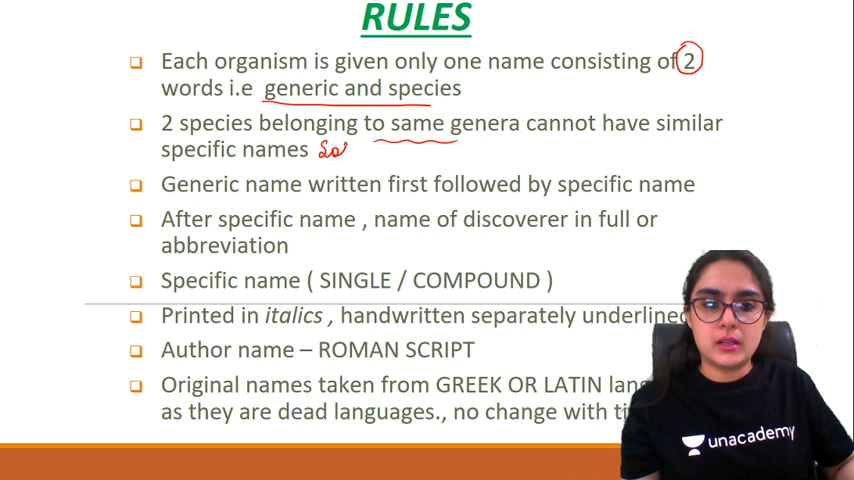 RULES
Each organism is given only one name consisting of 2
words i.e generic and species
2 species belonging to same genera cannot have similar
specific names
Generic name written first followed by specific name
After specific name , name of discoverer in full or
abbreviation
Specific name ( SINGLE / COMPOUND )
Printed in italics , handwritten separately underlined
Author name – ROMAN SCRIPT
Original names taken from GREEK OR LATIN
as they are dead languages., no change with
unacademy